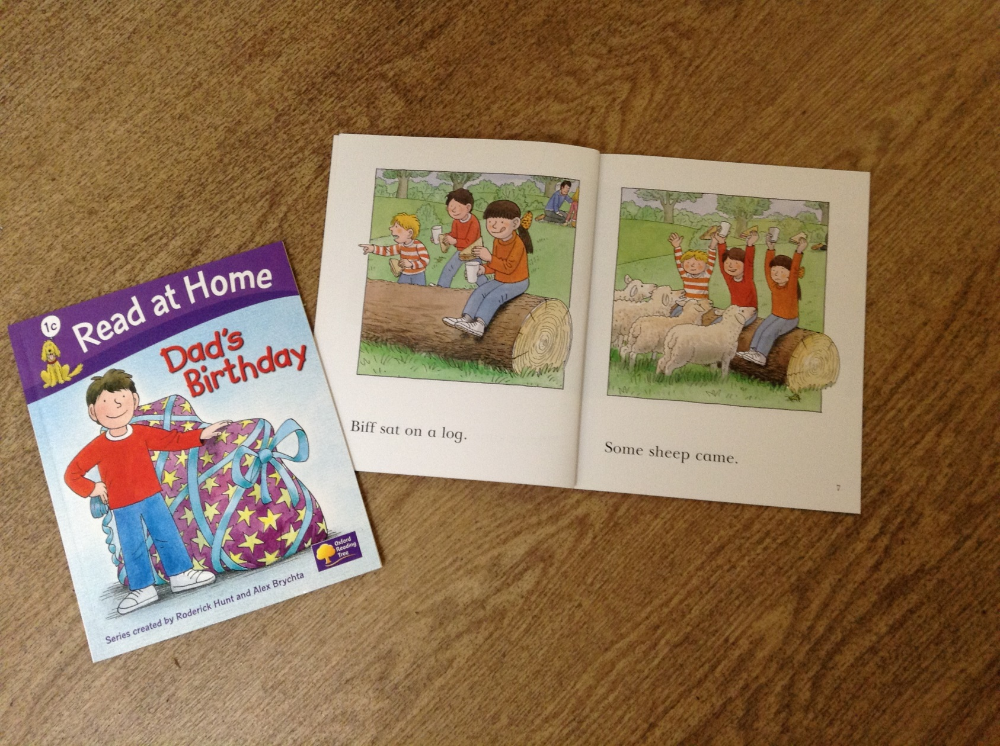 1c
Read at Home
Dad's
Birthday
Oxford
Reading
Tree
Series created by Roderick Hunt and Alex Brychta
Biff sat on a log.
Some sheep came.
7